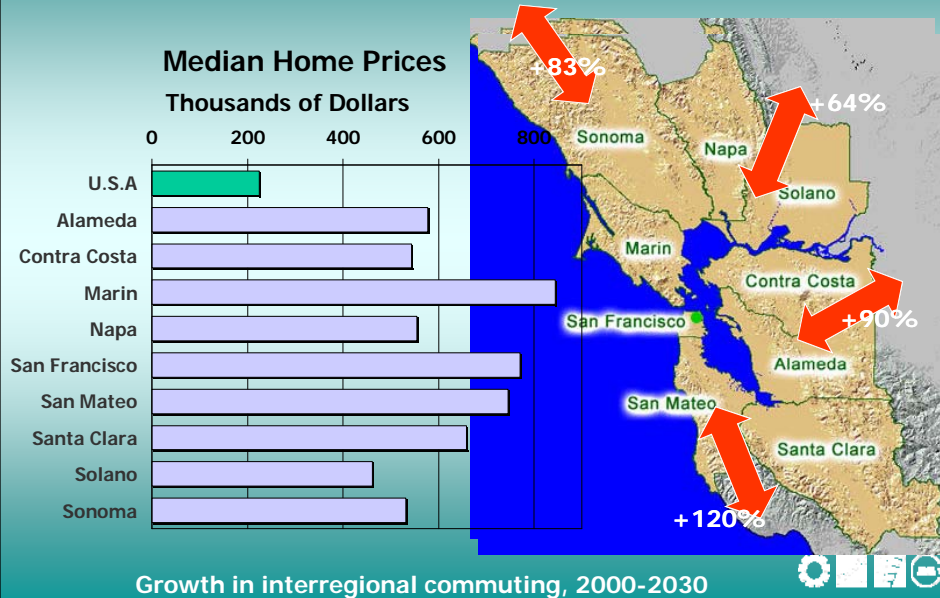 Median Home Prices
Thousands of Dollars
0 200 400 600 800
U.S.A
Alameda
Contra Costa
Marin
Napa
San Francisco
San Mateo
Santa Clara
Solano
Sonoma
+83%
+64%
Sonoma
Napa
Solano
Marin
Contra Costa
San Francisco
+90%
Alameda
San Mateo
Santa Clara
+120%
Growth in interregional commuting, 2000-2030